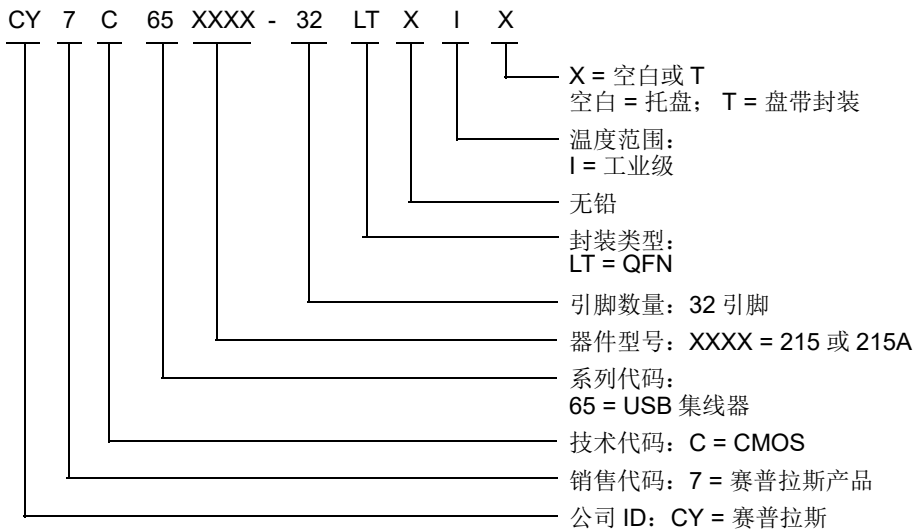 CY 7 C 65 XXXX - 32 LT X I X
X = 空白或 T
空白 = 托盘； T = 盘带封装
温度范围：
I = 工业级
无铅
封装类型：
LT = QFN
引脚数量：32 引脚
器件型号：XXXX = 215 或 215A
系列代码：
65 = USB 集线器
技术代码：C = CMOS
销售代码：7 = 赛普拉斯产品
公司 ID：CY = 赛普拉斯